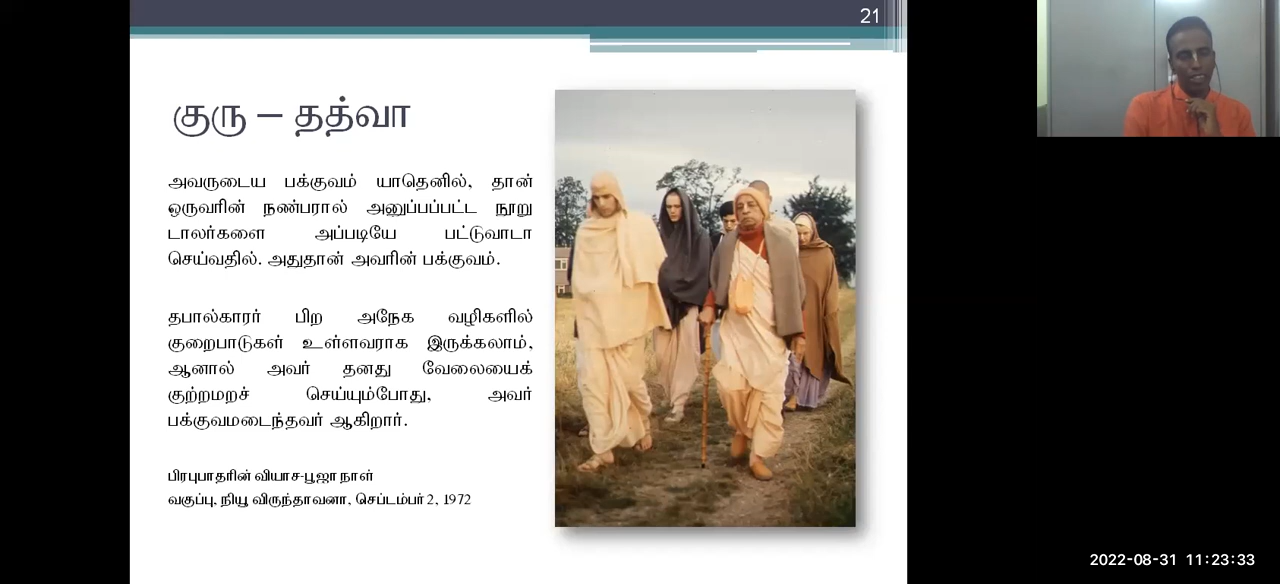 21
குரு – தத்வா
அவருடைய பக்குவம் யாதெனில், தான்
ஒருவரின் நண்பரால் அனுப்பப்பட்ட நூறு
டாலர்களை அப்படியே பட்டுவாடா
செய்வதில். அதுதான் அவரின் பக்குவம்.
தபால்காரர் பிற அநேக வழிகளில்
குறைபாடுகள் உள்ளவராக இருக்கலாம்,
ஆனால் அவர் தனது வேலையைக்
குற்றமறச் செய்யும்போது, அவர்
பக்குவமடைந்தவர் ஆகிறார்.
பிரபுபாதரின் வியாச-பூஜா நாள்
வகுப்பு, நியூ விருந்தாவனா, செப்டம்பர் 2, 1972
2022-08-31 11:23:33